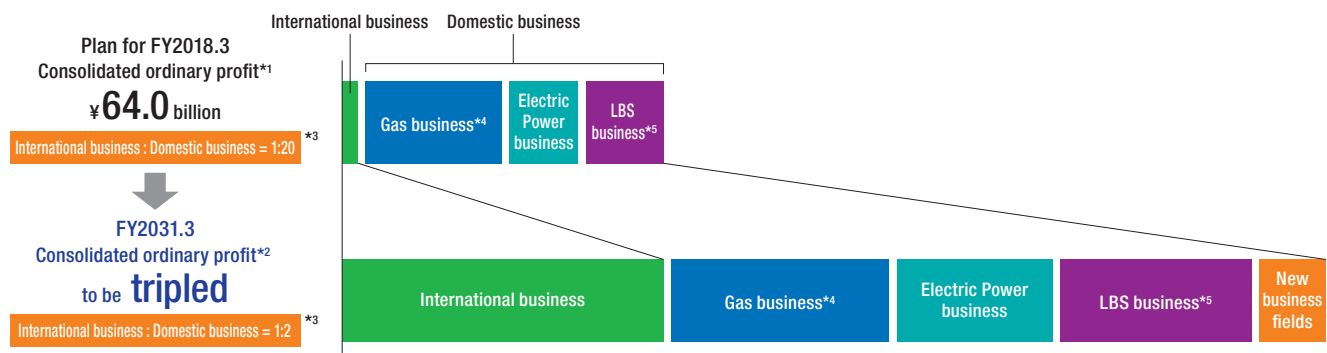 International business
Domestic business
Plan for FY2018.3
Consolidated ordinary profit*1
¥64.0 billion
International business : Domestic business = 1:20
*3
Gas business*4
Electric
Power
business
LBS
business*5
FY2031.3
Consolidated ordinary profit*2
to be tripled
International business : Domestic business = 1:2
*3
International business
Gas business*4
Electric Power
business
LBS business*5
New
business
fields